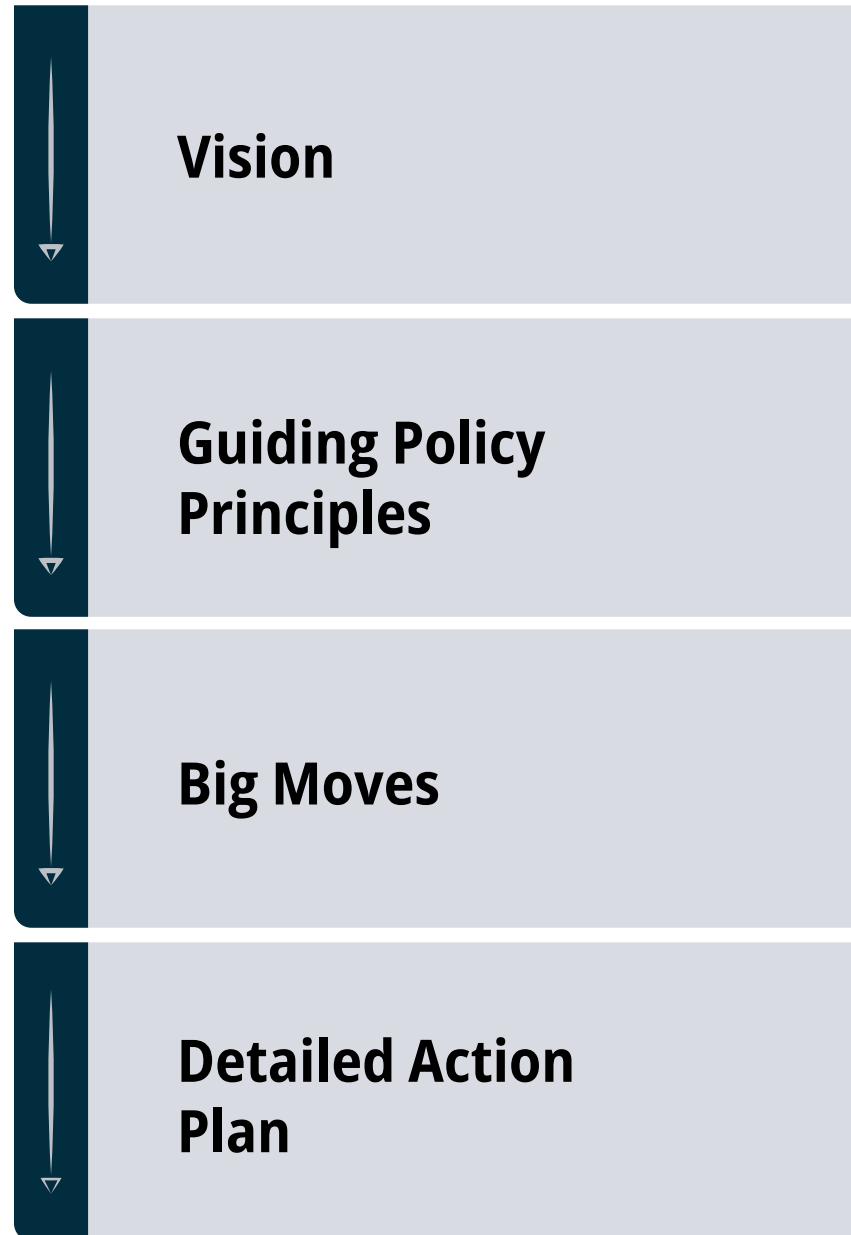 Vision
Guiding Policy
Principles
Big Moves
Detailed Action
Plan